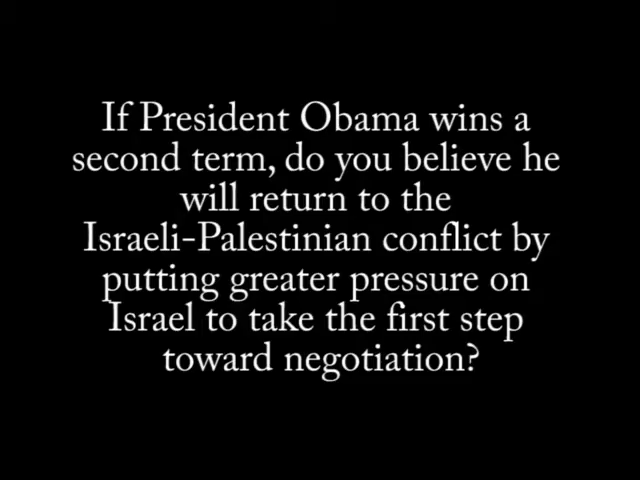 If President Obama wins a
second term, do you believe he
will return to the
Israeli-Palestinian conflict by
putting greater pressure on
Israel to take the first step
toward negotiation?